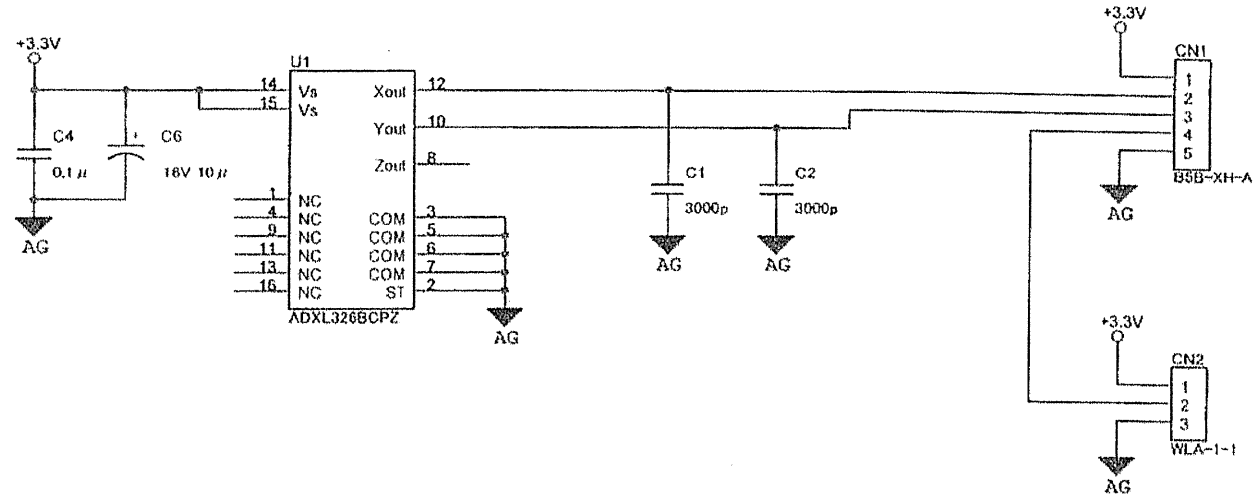 +3.3V
+3.3V
U1
CN1
14 Vs Xout 12
15 Vs
1
2
3
4
5
Yout 10
C4
0.1μ
+ C6
16V 10μ
Zout 8
C1
3000p
C2
3000p
B5B-XH-A
AG
1 NC
4 NC COM 3
9 NC COM 5
11 NC COM 6
13 NC COM 7
16 NC ST 2
AG
AG
AG
ADXL326BCPZ
AG
+3.3V
CN2
1
2
3
WLA-1-1
AG